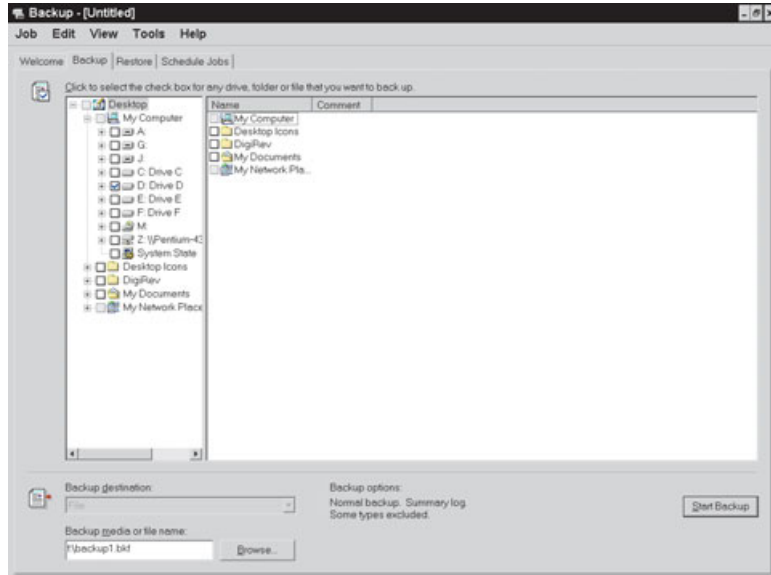 Backup - [Untitled]
Job Edit View Tools Help
Welcome Backup Restore Schedule Jobs
Click to select the check box for any drive, folder or file that you want to back up.
Desktop
My Computer
A:
G:
J:
C: Drive C
D: Drive D
E: Drive E
F: Drive F
M:
Z: \\Pentium-43
System State
Desktop Icons
DigiRev
My Documents
My Network Place
Name Comment
My Computer
Desktop Icons
DigiRev
My Documents
My Network Pla...
Backup destination:
File
Backup media or file name:
f:\backup1.bkf
Browse...
Backup options:
Normal backup. Summary log.
Some types excluded.
Start Backup